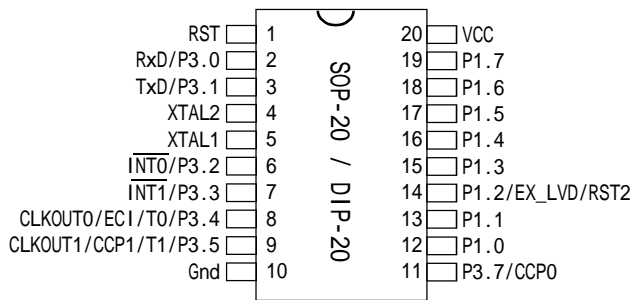 RST 1 20 VCC
RxD/P3.0 2 19 P1.7
TxD/P3.1 3 18 P1.6
XTAL2 4 17 P1.5
XTAL1 5 16 P1.4
INT0/P3.2 6 15 P1.3
INT1/P3.3 7 14 P1.2/EX_LVD/RST2
CLKOUT0/ECI/T0/P3.4 8 13 P1.1
CLKOUT1/CCP1/T1/P3.5 9 12 P1.0
Gnd 10 11 P3.7/CCP0
SOP-20 / DIP-20